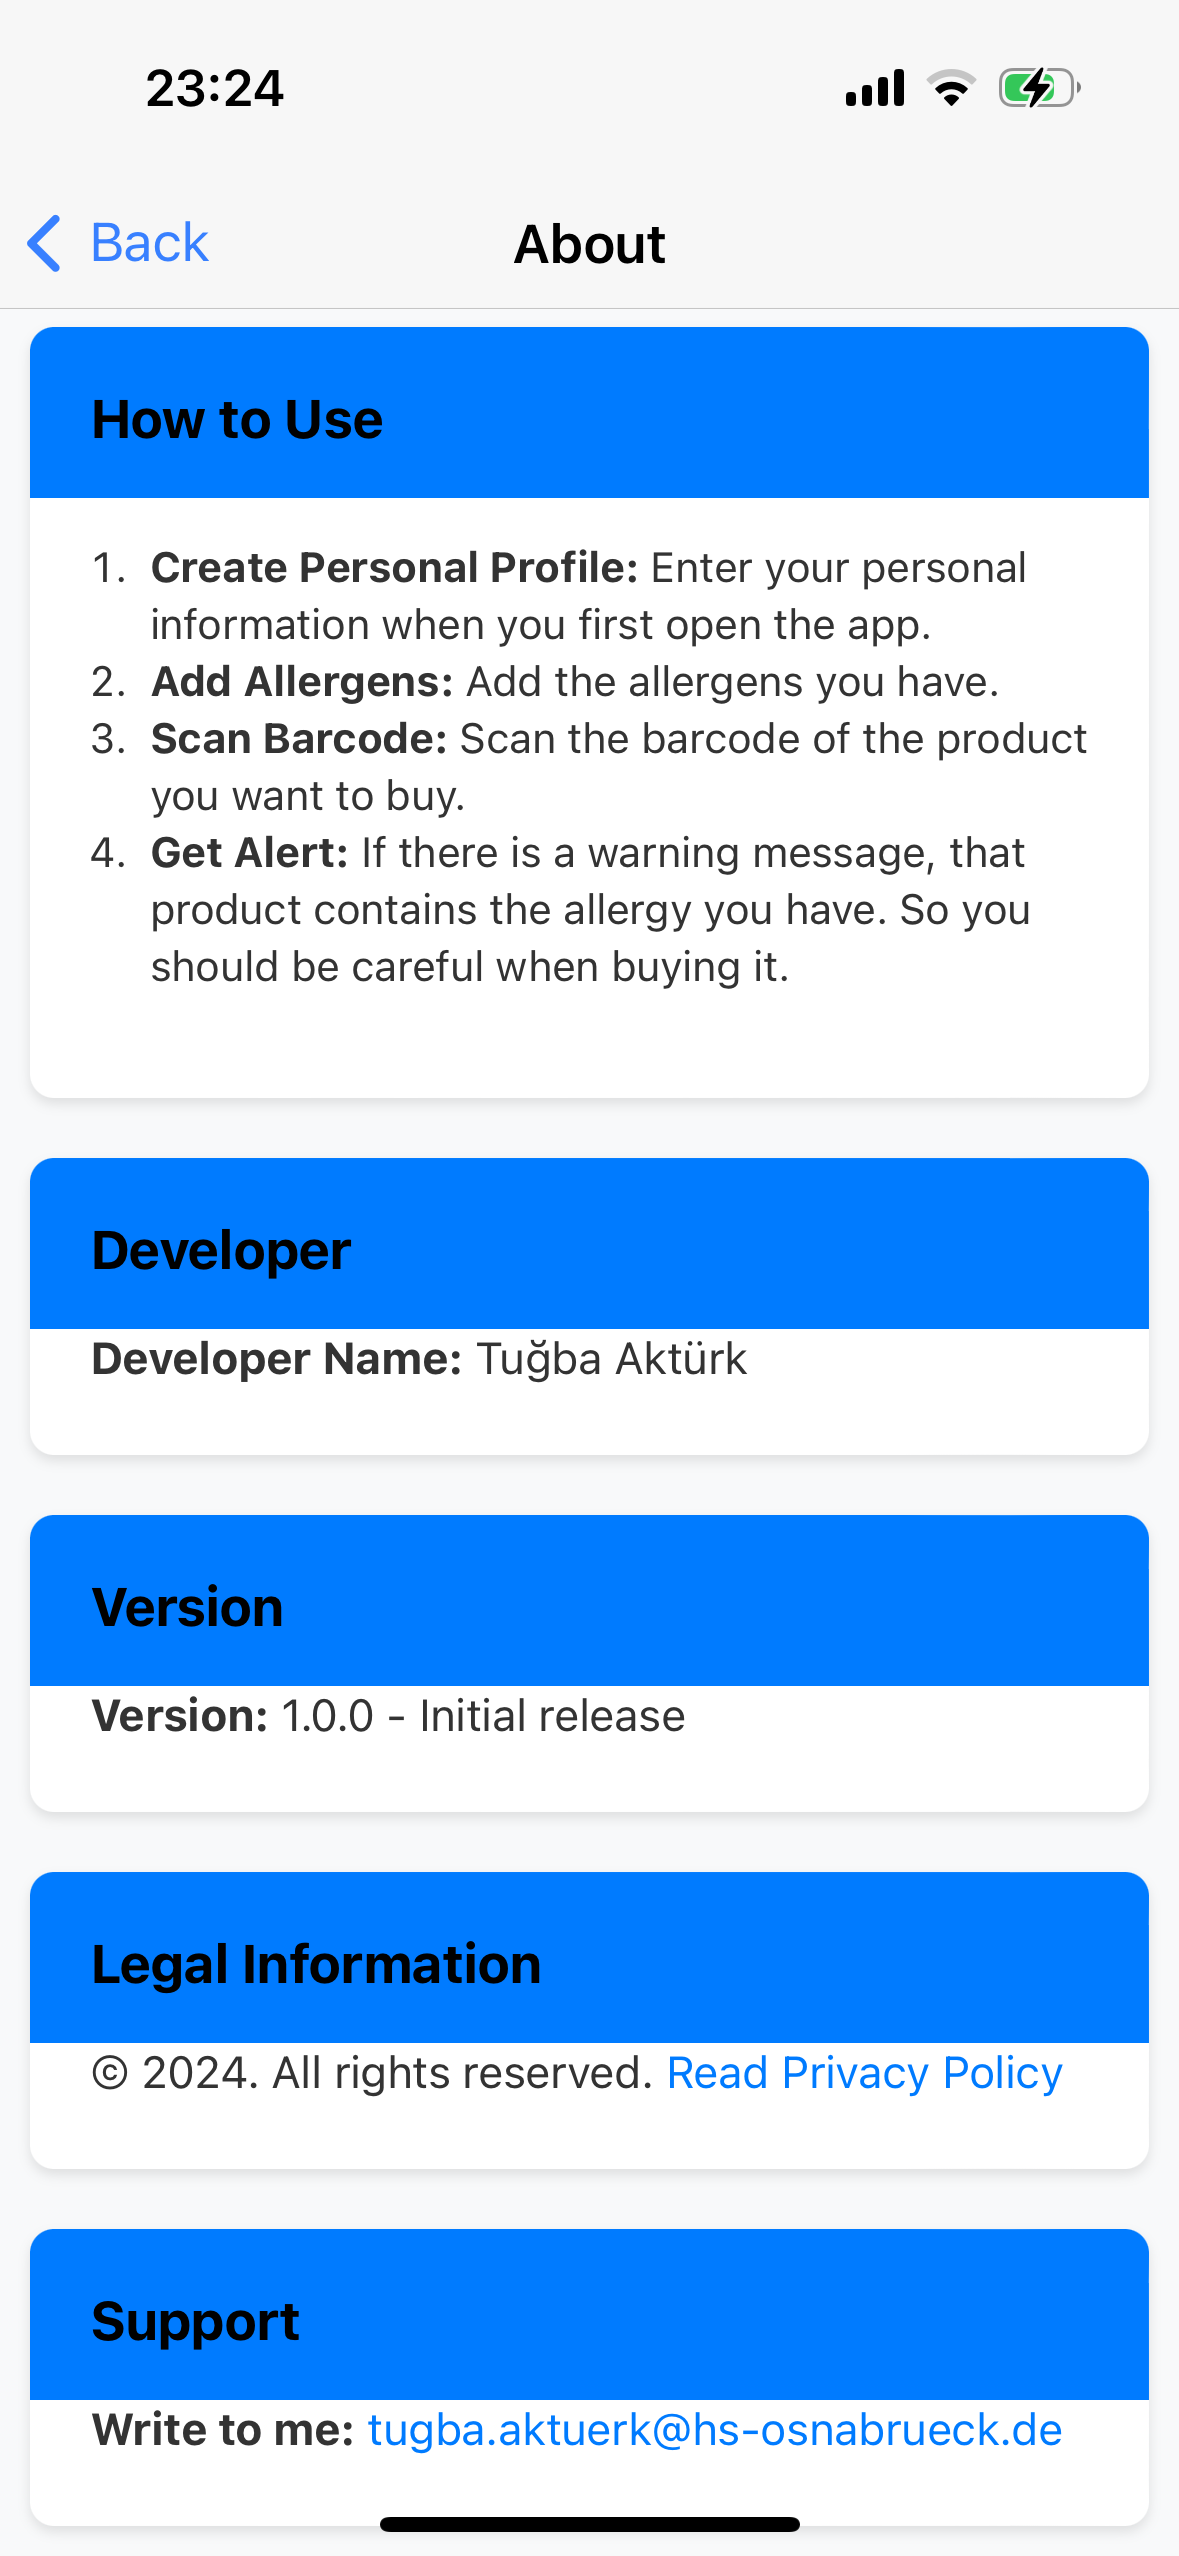 23:24
Back
About
How to Use
1. Create Personal Profile: Enter your personal
information when you first open the app.
2. Add Allergens: Add the allergens you have.
3. Scan Barcode: Scan the barcode of the product
you want to buy.
4. Get Alert: If there is a warning message, that
product contains the allergy you have. So you
should be careful when buying it.
Developer
Developer Name: Tuğba Aktürk
Version
Version: 1.0.0 - Initial release
Legal Information
© 2024. All rights reserved. Read Privacy Policy
Support
Write to me: tugba.aktuerk@hs-osnabrueck.de